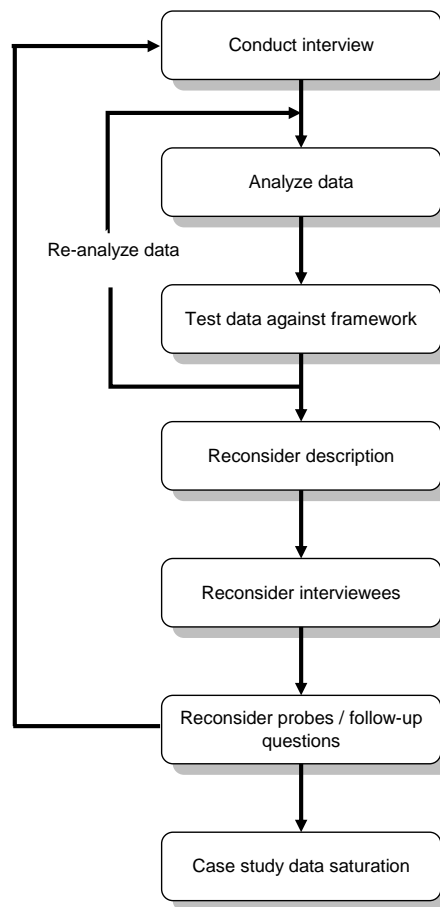 Conduct interview
Analyze data
Re-analyze data
Test data against framework
Reconsider description
Reconsider interviewees
Reconsider probes / follow-up
questions
Case study data saturation